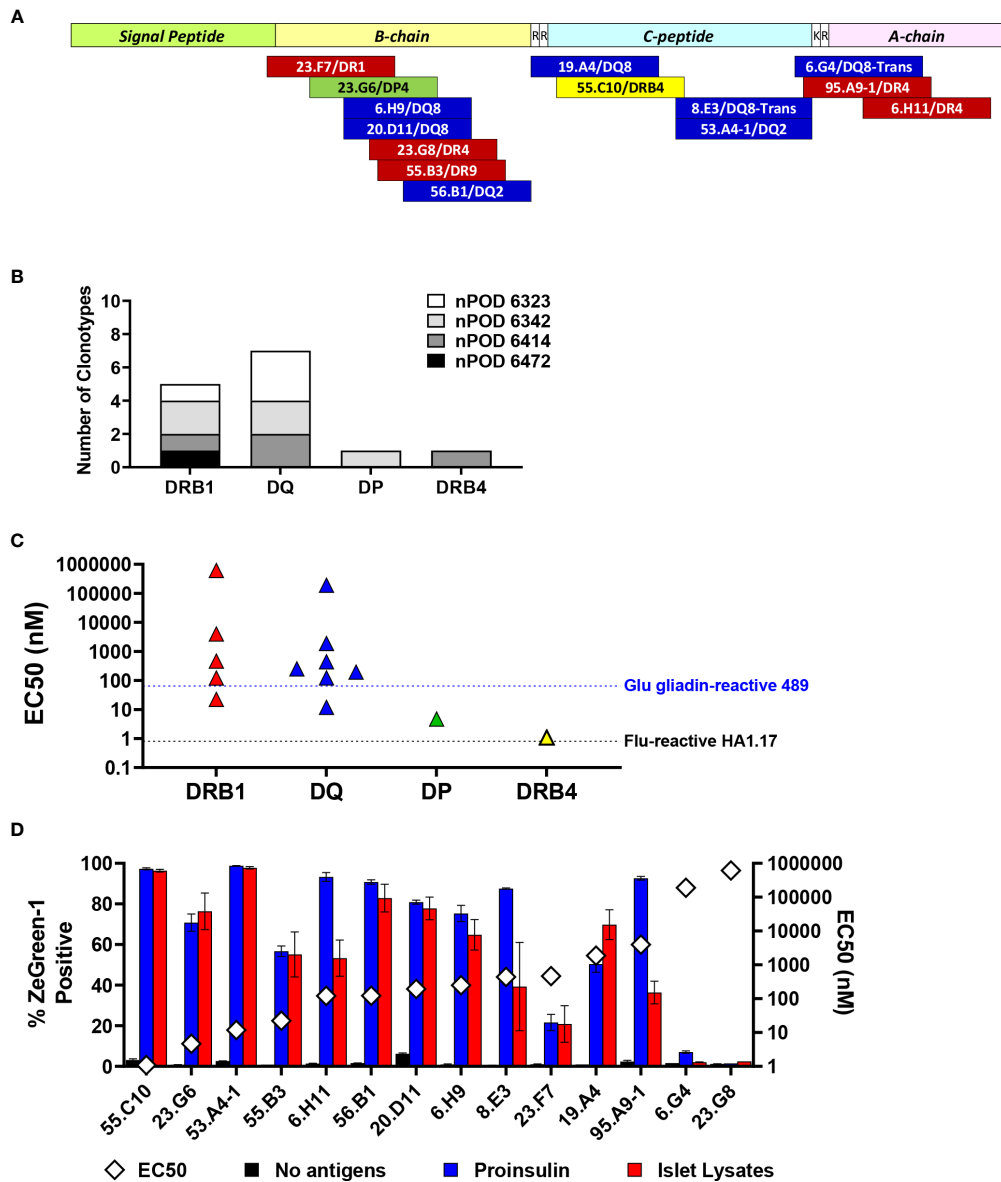 A
Signal Peptide B-chain R R C-peptide K R A-chain
23.F7/DR1 19.A4/DQ8 6.G4/DQ8-Trans
23.G6/DP4 55.C10/DRB4 95.A9-1/DR4
6.H9/DQ8 8.E3/DQ8-Trans 6.H11/DR4
20.D11/DQ8 53.A4-1/DQ2
23.G8/DR4
55.B3/DR9
56.B1/DQ2
B
Number of Clonotypes
10
8
6
4
2
0
nPOD 6323
nPOD 6342
nPOD 6414
nPOD 6472
DRB1 DQ DP DRB4
C
EC50 (nM)
1000000
100000
10000
1000
100
10
1
0.1
Glu gliadin-reactive 489
Flu-reactive HA1.17
DRB1 DQ DP DRB4
D
% ZeGreen-1
Positive
100
80
60
40
20
0
1000000
100000
10000
1000
100
10
1
EC50 (nM)
55.C10 23.G6 53.A4-1 55.B3 6.H11 56.B1 20.D11 6.H9 8.E3 23.F7 19.A4 95.A9-1 6.G4 23.G8
EC50 No antigens Proinsulin Islet Lysates